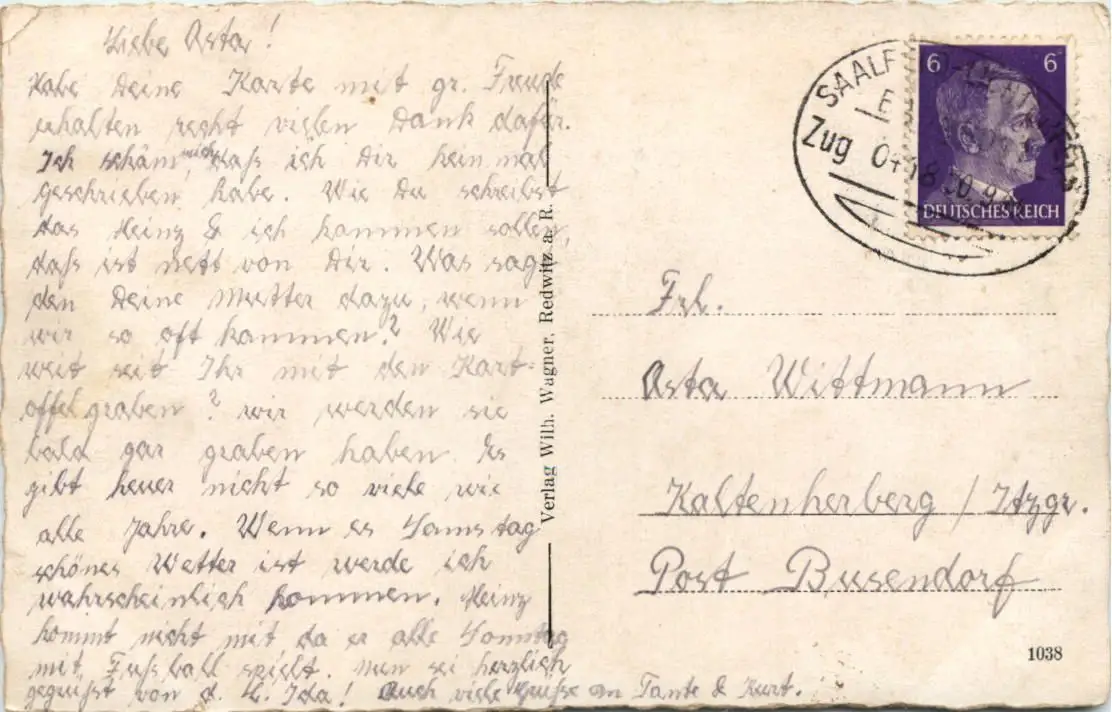 Liebe Asta!
Habe Deine Karte mit gr. Freude
erhalten recht vielen Dank dafür.
Ich schäm mich, daß ich Dir kein mal
geschrieben habe. Wie Du schreibst
das Heinz & ich kommen sollen,
daß ist nett von Dir. Was sag
den Deine Mutter dazu, wenn
wir so oft kommen? Wie
weit seit Ihr mit den Kart-
offel graben? wir werden sie
bald gar graben haben. Es
gibt heuer nicht so viele wie
alle Jahre. Wenn es Samstag
schönes Wetter ist werde ich
wahrscheinlich kommen. Heinz
kommt nicht mit da er alle Sonntag
mit Fußball spielt. Nun sei herzlich
gegrüßt von d. L. Ida! Auch viele Grüße an Tante & Kurt.
Verlag Wilh. Wagner, Redwitz a. R.
SAALF
Zug 0418 30.9.
6 6
DEUTSCHES REICH
Frl.
Asta Wittmann
Kaltenherberg / Itzgr.
Post Busendorf
1038